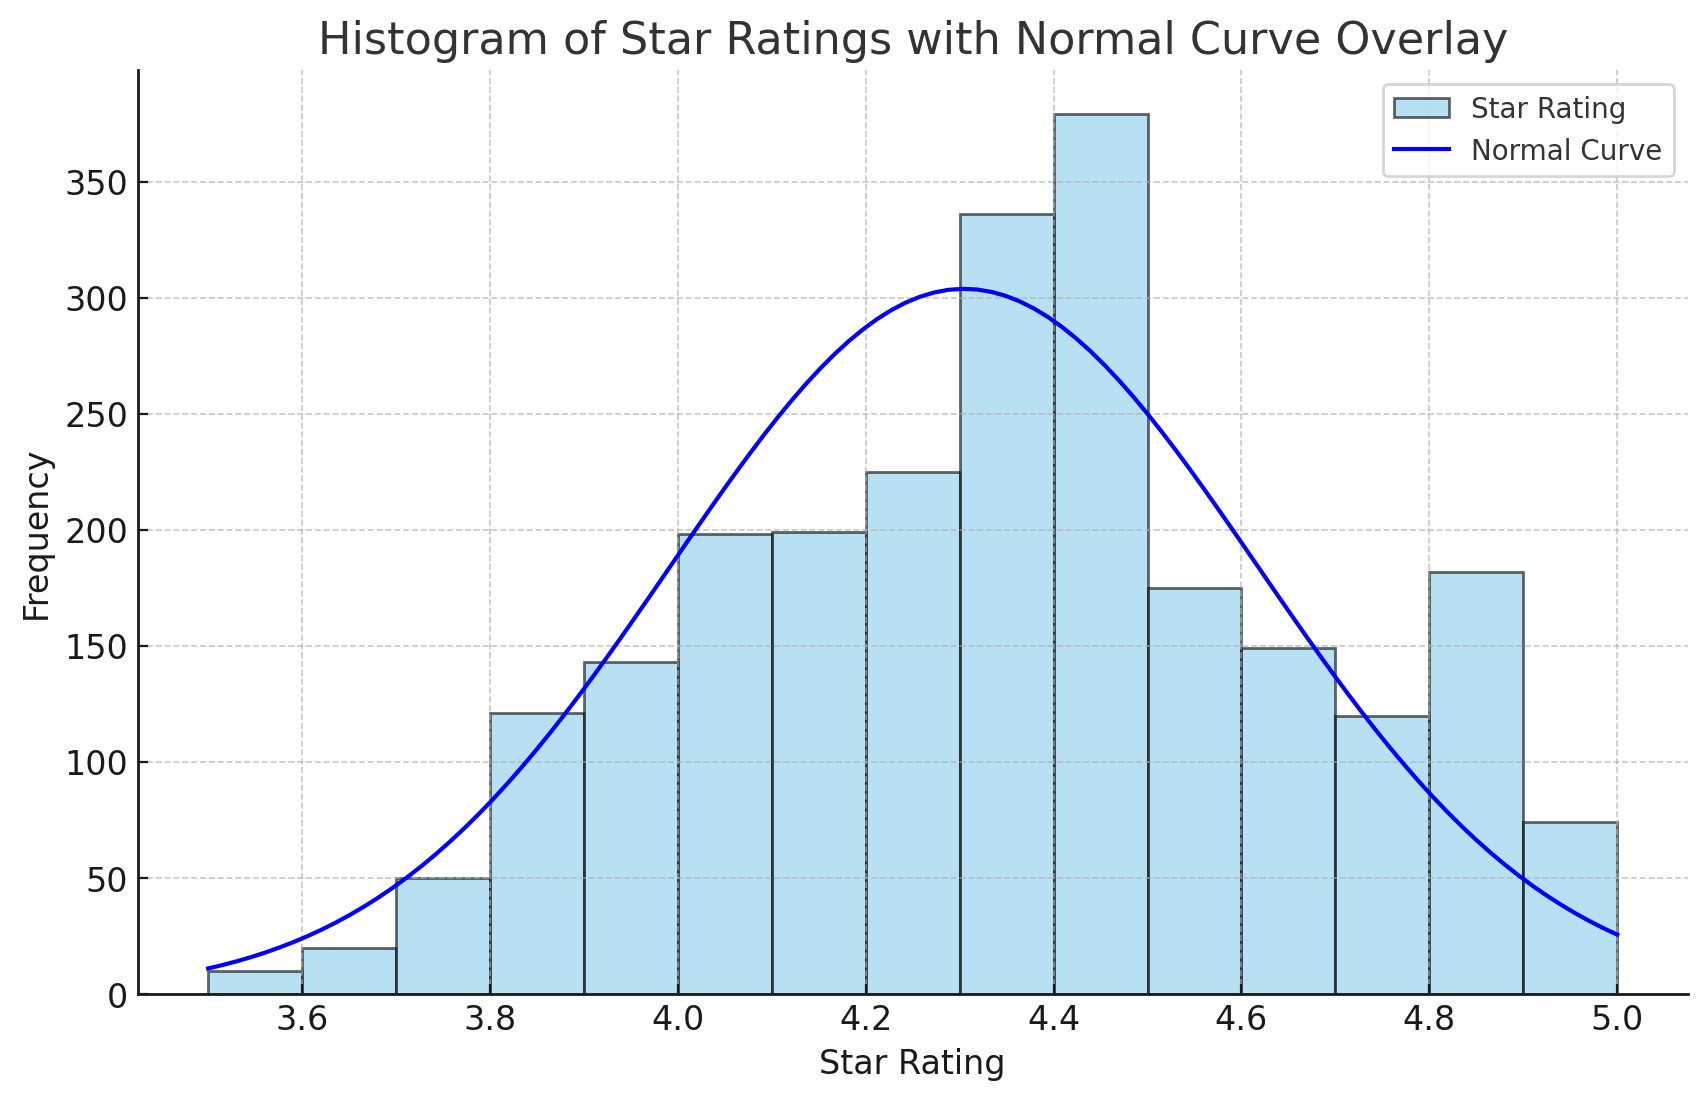 Histogram of Star Ratings with Normal Curve Overlay
Star Rating
Normal Curve
Frequency
350
300
250
200
150
100
50
0
3.6 3.8 4.0 4.2 4.4 4.6 4.8 5.0
Star Rating